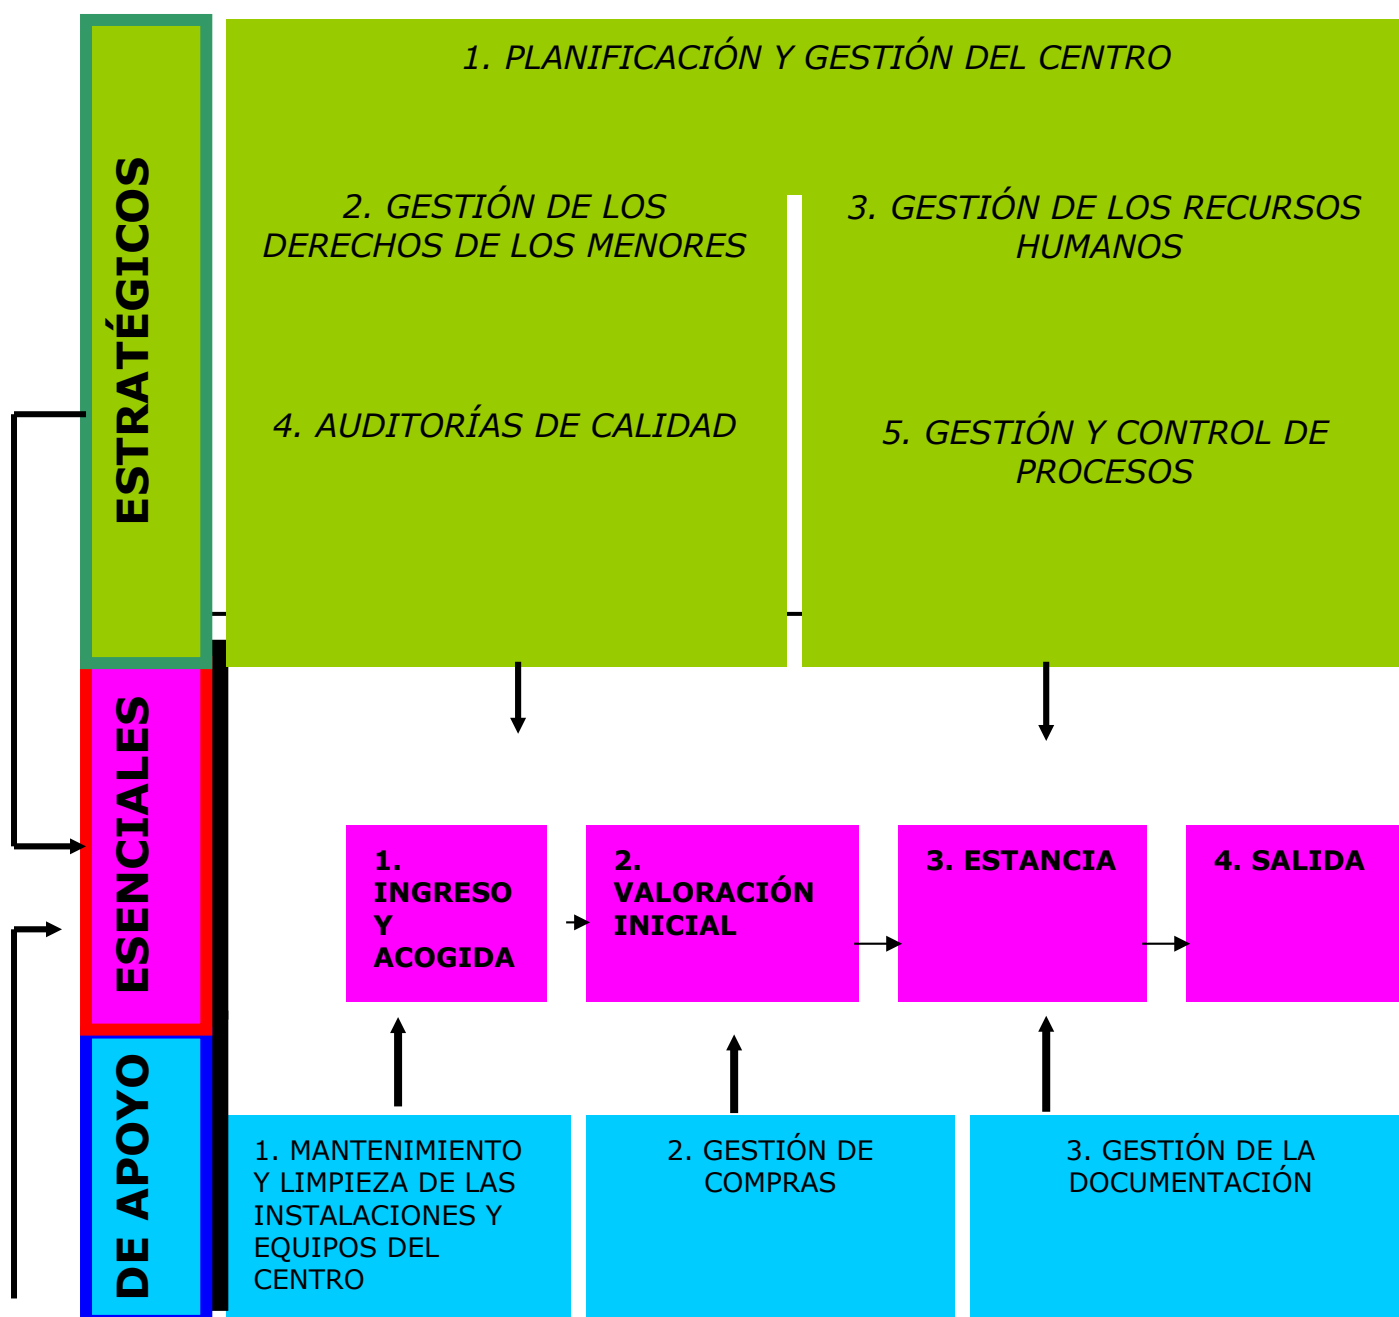 ESTRATÉGICOS
1. PLANIFICACIÓN Y GESTIÓN DEL CENTRO
2. GESTIÓN DE LOS
DERECHOS DE LOS MENORES
3. GESTIÓN DE LOS RECURSOS
HUMANOS
4. AUDITORÍAS DE CALIDAD
5. GESTIÓN Y CONTROL DE
PROCESOS
ESENCIALES
1.
INGRESO
Y
ACOGIDA
2.
VALORACIÓN
INICIAL
3. ESTANCIA
4. SALIDA
DE APOYO
1. MANTENIMIENTO
Y LIMPIEZA DE LAS
INSTALACIONES Y
EQUIPOS DEL
CENTRO
2. GESTIÓN DE
COMPRAS
3. GESTIÓN DE LA
DOCUMENTACIÓN